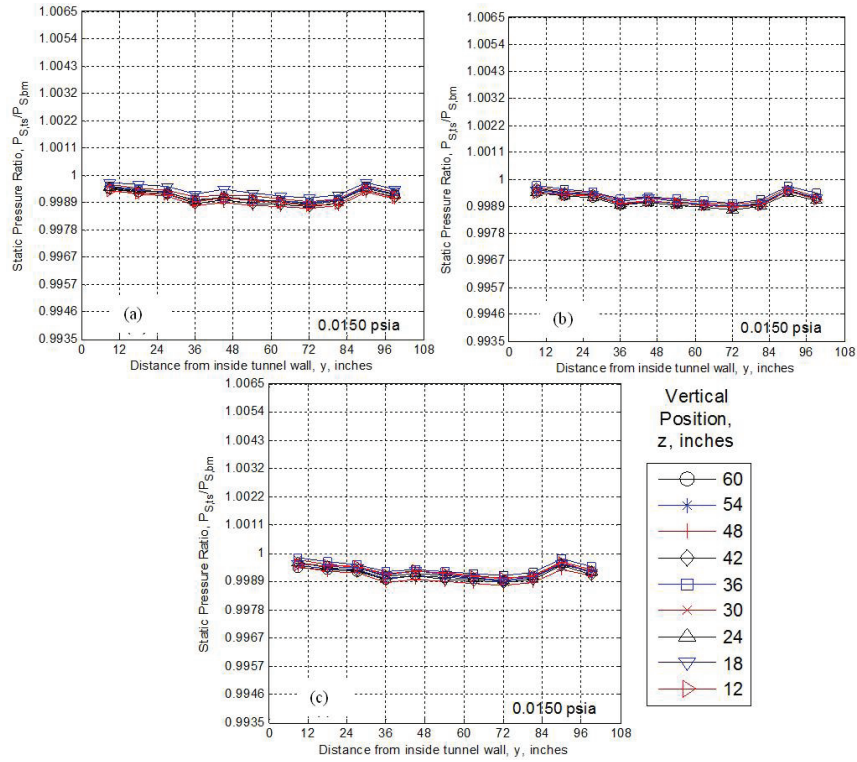 1.0065
1.0054
1.0043
1.0032
1.0022
1.0011
1
0.9989
0.9978
0.9967
0.9957
0.9946
0.9935
Static Pressure Ratio, PS,ts/PS,bm
(a)
0.0150 psia
0 12 24 36 48 60 72 84 96 108
Distance from inside tunnel wall, y, inches
1.0065
1.0054
1.0043
1.0032
1.0022
1.0011
1
0.9989
0.9978
0.9967
0.9957
0.9946
0.9935
Static Pressure Ratio, PS,ts/PS,bm
(b)
0.0150 psia
0 12 24 36 48 60 72 84 96 108
Distance from inside tunnel wall, y, inches
1.0065
1.0054
1.0043
1.0032
1.0022
1.0011
1
0.9989
0.9978
0.9967
0.9957
0.9946
0.9935
Static Pressure Ratio, PS,ts/PS,bm
(c)
0.0150 psia
0 12 24 36 48 60 72 84 96 108
Distance from inside tunnel wall, y, inches
Vertical
Position,
z, inches
60
54
48
42
36
30
24
18
12